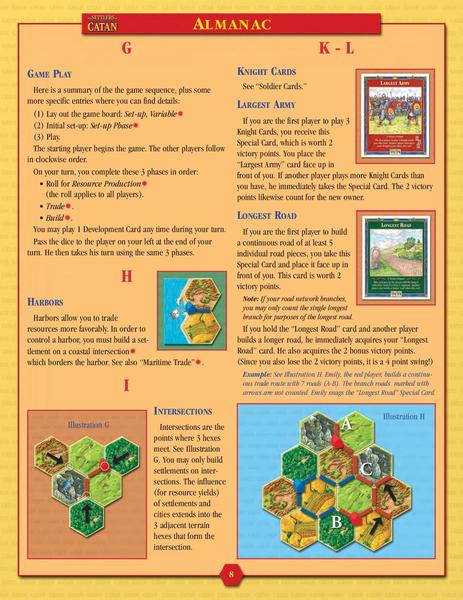 THE SETTLERS OF
CATAN
ALMANAC
G
GAME PLAY
Here is a summary of the the game sequence, plus some
more specific entries where you can find details:
(1) Lay out the game board: Set-up, Variable
(2) Initial set-up: Set-up Phase
(3) Play.
The starting player begins the game. The other players follow
in clockwise order.
On your turn, you complete these 3 phases in order:
• Roll for Resource Production
(the roll applies to all players).
• Trade.
• Build.
You may play 1 Development Card any time during your turn.
Pass the dice to the player on your left at the end of your
turn. He then takes his turn using the same 3 phases.
H
HARBORS
Harbors allow you to trade
resources more favorably. In order to
control a harbor, you must build a set-
tlement on a coastal intersection
which borders the harbor. See also “Maritime Trade”.
I
Illustration G
INTERSECTIONS
Intersections are the
points where 3 hexes
meet. See Illustration
G. You may only build
settlements on inter-
sections. The influence
(for resource yields)
of settlements and
cities extends into the
3 adjacent terrain
hexes that form the
intersection.
K - L
KNIGHT CARDS
See “Soldier Cards.”
LARGEST ARMY
If you are the first player to play 3
Knight Cards, you receive this
Special Card, which is worth 2
victory points. You place the
“Largest Army” card face up in
front of you. If another player plays more Knight Cards than
you have, he immediately takes the Special Card. The 2 victory
points likewise count for the new owner.
LARGEST ARMY
LONGEST ROAD
If you are the first player to build
a continuous road of at least 5
individual road pieces, you take this
Special Card and place it face up in
front of you. This card is worth 2
victory points.
Note: If your road network branches,
you may only count the single longest
branch for purposes of the longest road.
LONGEST ROAD
If you hold the “Longest Road” card and another player
builds a longer road, he immediately acquires your “Longest
Road” card. He also acquires the 2 bonus victory points.
(Since you also lose the 2 victory points, it is a 4 point swing!)
Example: See Illustration H. Emily, the red player, builds a continu-
ous trade route with 7 roads (A-B). The branch roads marked with
arrows are not counted. Emily snags the “Longest Road” Special Card.
Illustration H
A
C
B
8